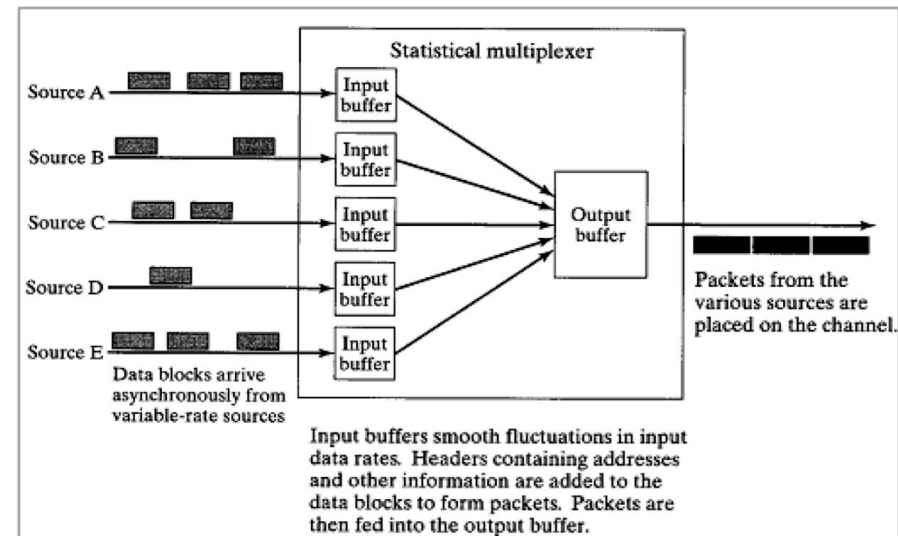 Statistical multiplexer
Source A
Input
buffer
Source B
Input
buffer
Source C
Input
buffer
Output
buffer
Source D
Input
buffer
Source E
Input
buffer
Packets from the
various sources are
placed on the channel.
Data blocks arrive
asynchronously from
variable-rate sources
Input buffers smooth fluctuations in input
data rates. Headers containing addresses
and other information are added to the
data blocks to form packets. Packets are
then fed into the output buffer.